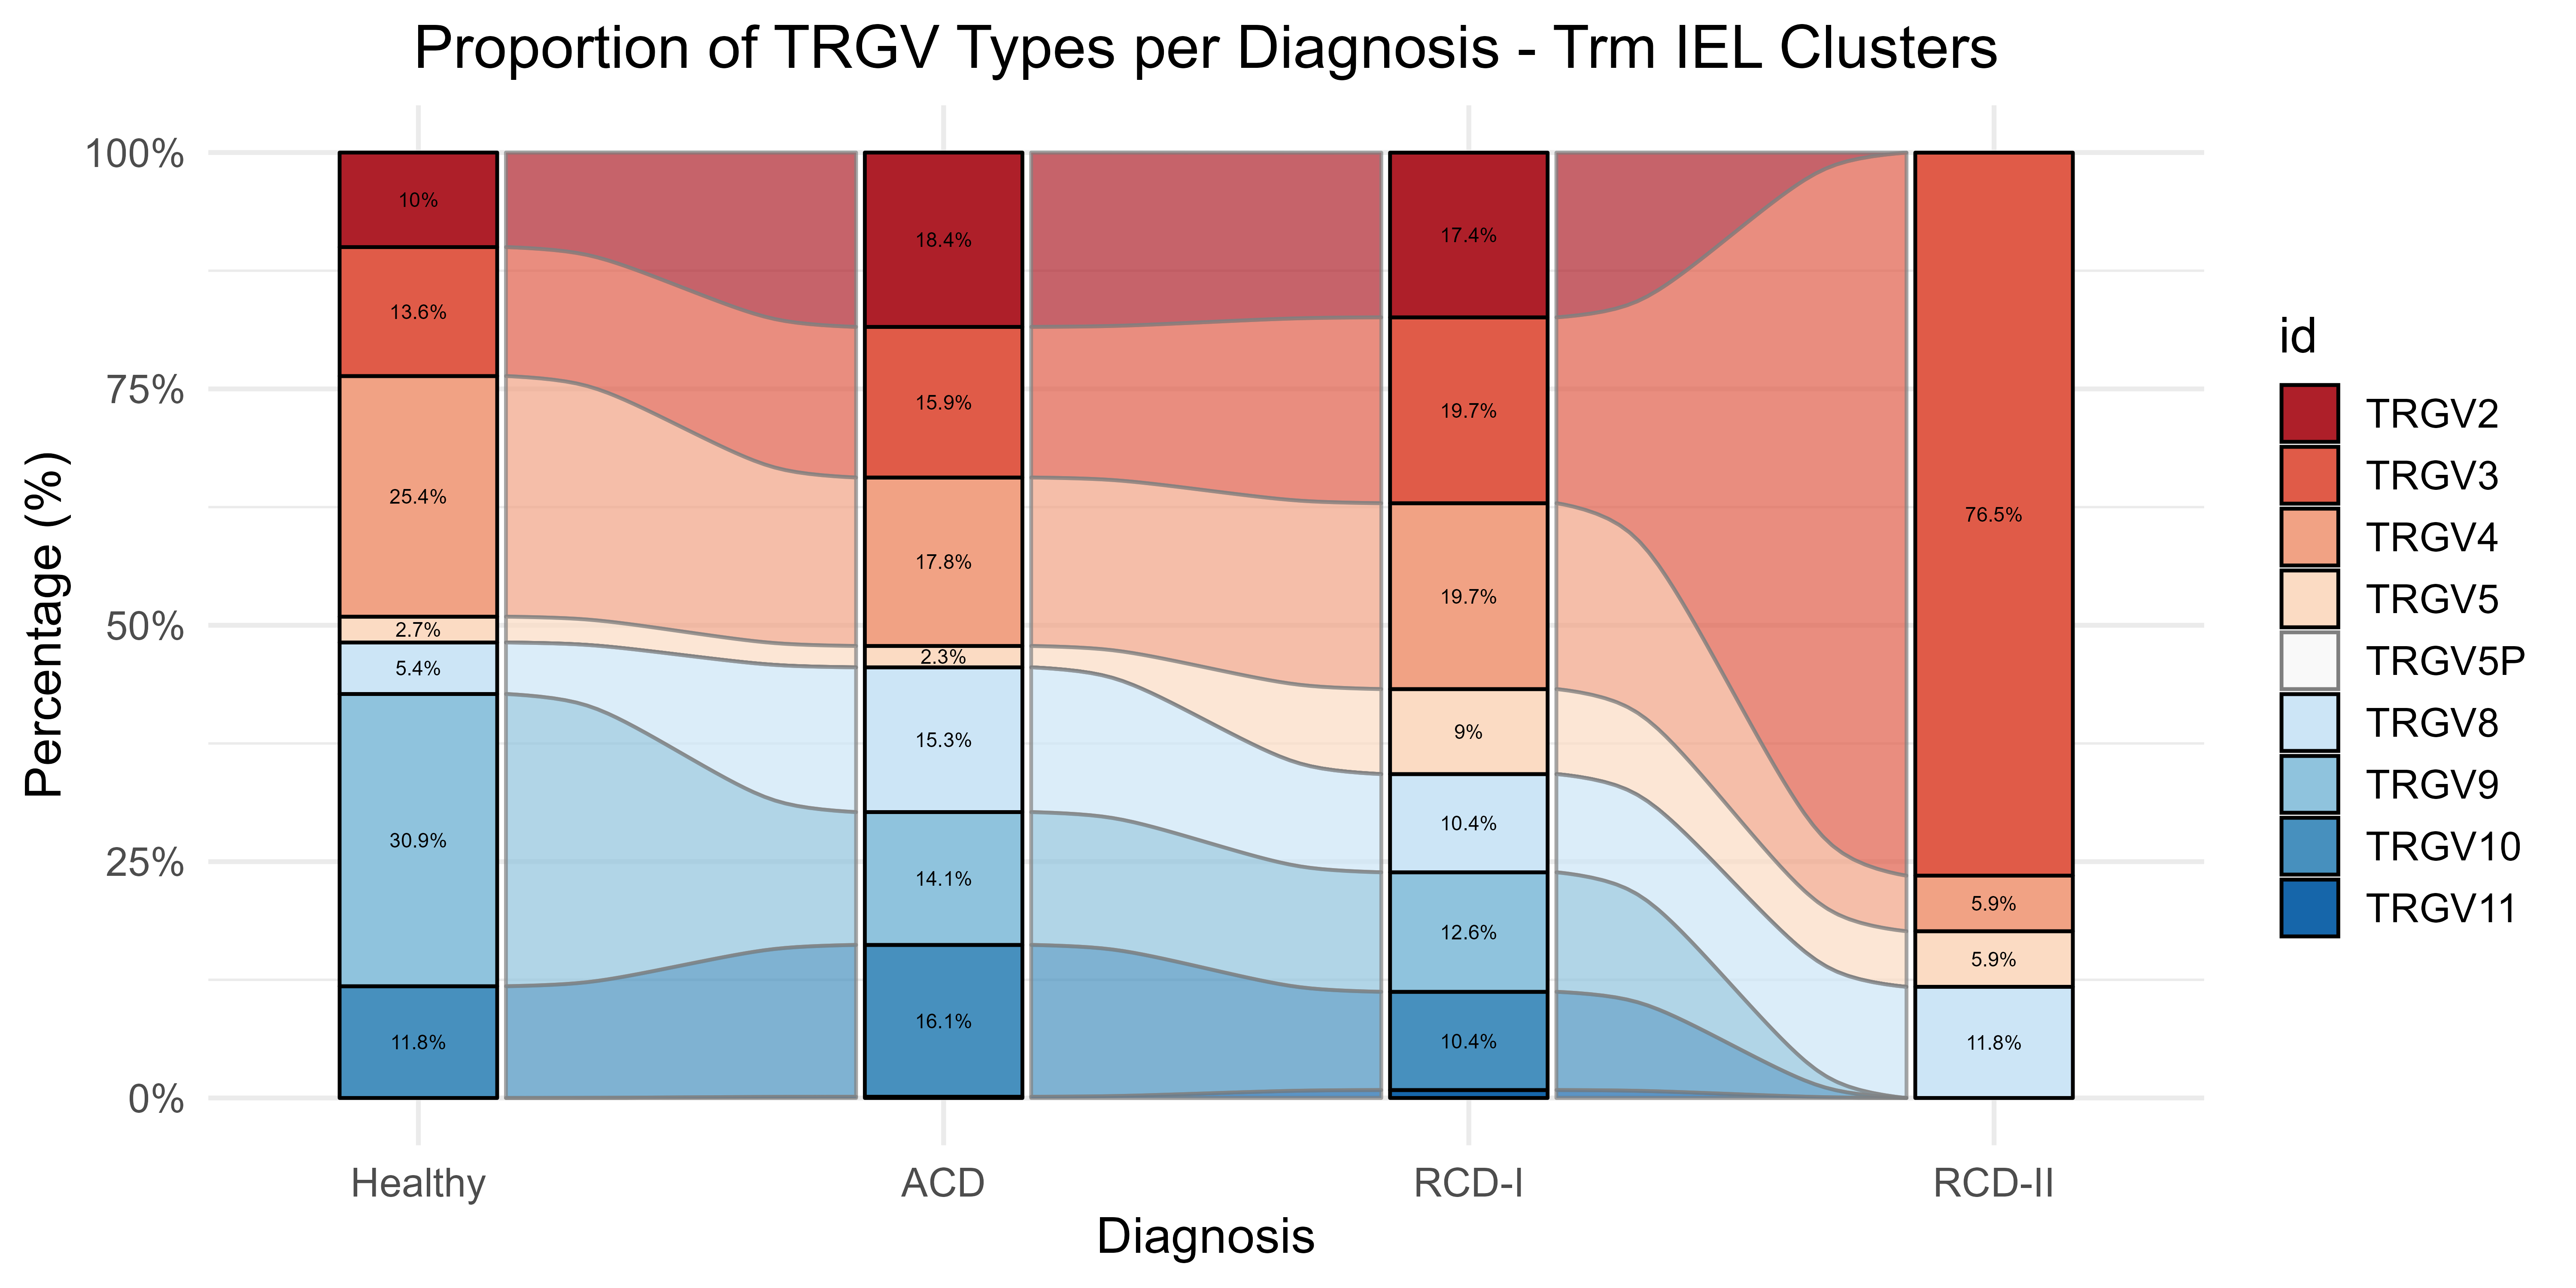 Proportion of TRGV Types per Diagnosis - Trm IEL Clusters
Percentage (%)
100%
75%
50%
25%
0%
10%
13.6%
25.4%
2.7%
5.4%
30.9%
11.8%
18.4%
15.9%
17.8%
2.3%
15.3%
14.1%
16.1%
17.4%
19.7%
19.7%
9%
10.4%
12.6%
10.4%
76.5%
5.9%
5.9%
11.8%
Healthy
ACD
RCD-I
RCD-II
Diagnosis
id
TRGV2
TRGV3
TRGV4
TRGV5
TRGV5P
TRGV8
TRGV9
TRGV10
TRGV11